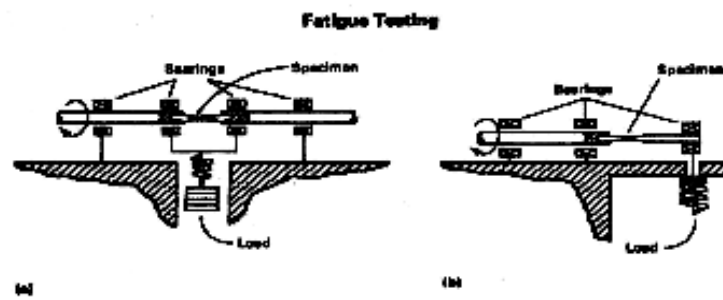 Fatigue Testing
Bearings
Specimen
Load
(a)
Bearings
Specimen
Load
(b)